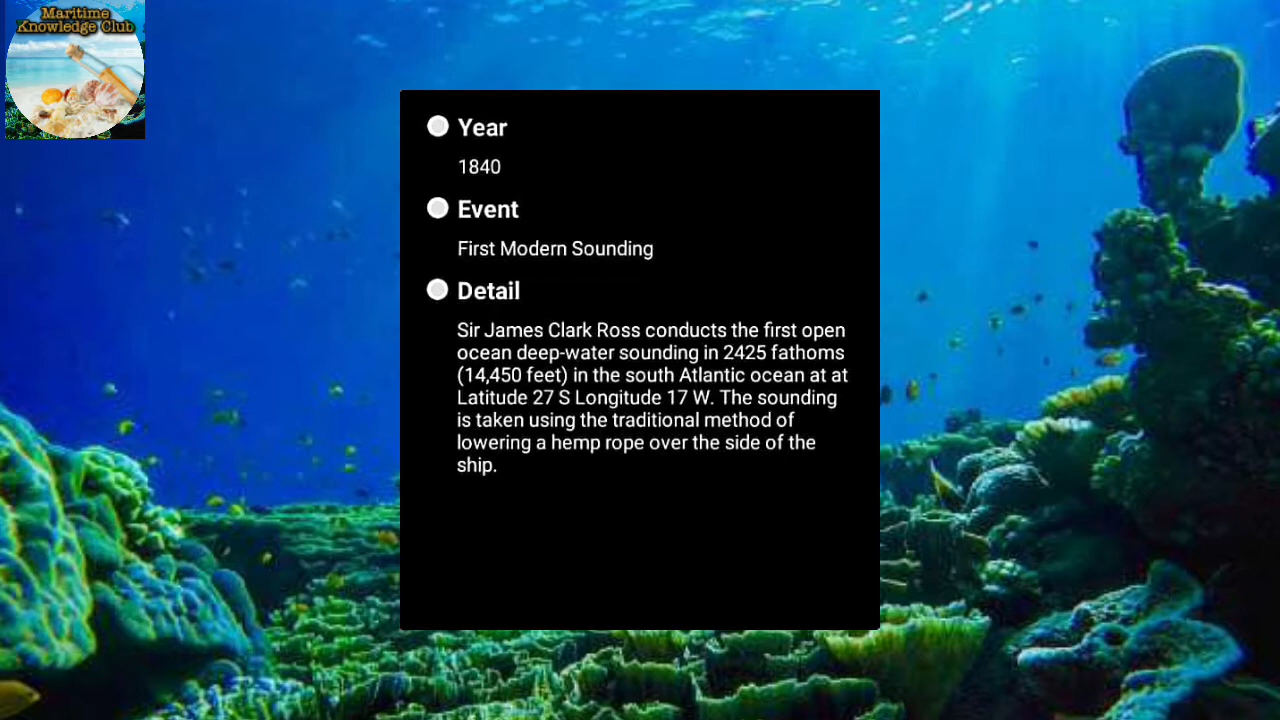 Maritime
Knowledge Club
Year
1840
Event
First Modern Sounding
Detail
Sir James Clark Ross conducts the first open
ocean deep-water sounding in 2425 fathoms
(14,450 feet) in the south Atlantic ocean at at
Latitude 27 S Longitude 17 W. The sounding
is taken using the traditional method of
lowering a hemp rope over the side of the
ship.